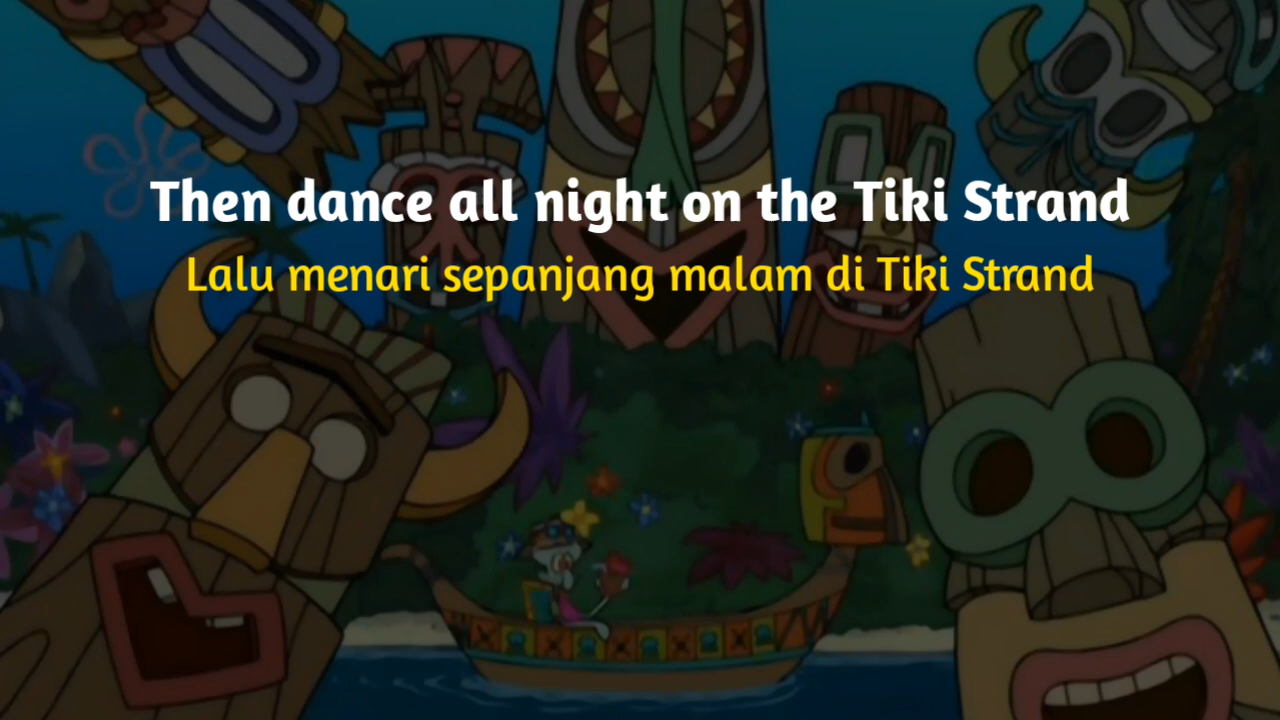 Then dance all night on the Tiki Strand
Lalu menari sepanjang malam di Tiki Strand